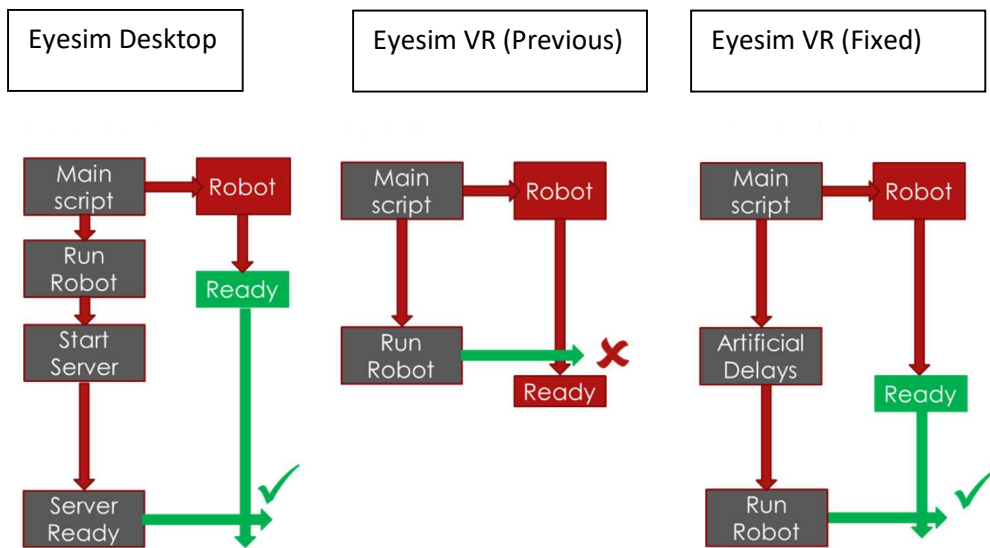 Eyesim Desktop
Eyesim VR (Previous)
Eyesim VR (Fixed)
Main
script
Robot
Run
Robot
Ready
Start
Server
Server
Ready
Main
script
Robot
Run
Robot
Ready
Main
script
Robot
Artificial
Delays
Ready
Run
Robot